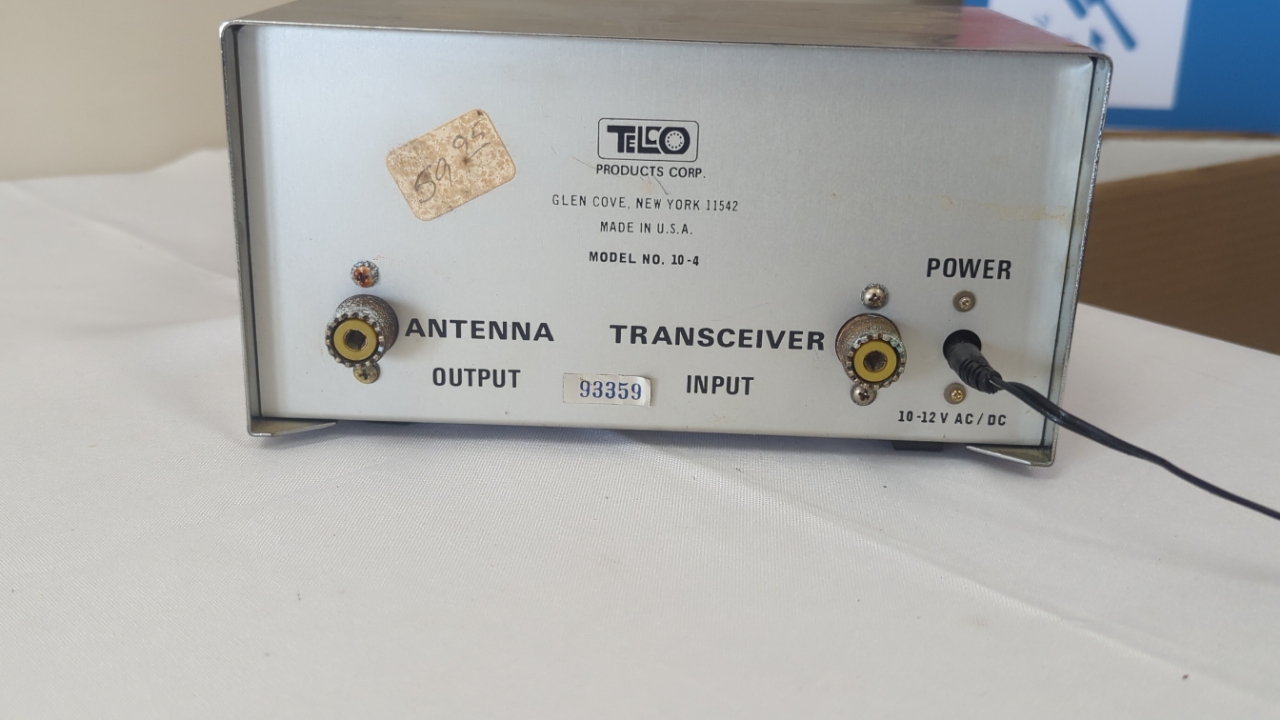 59.95
TELCO
PRODUCTS CORP.
GLEN COVE, NEW YORK 11542
MADE IN U.S.A.
MODEL NO. 10-4
POWER
ANTENNA
TRANSCEIVER
OUTPUT
93359
INPUT
10-12 V AC/DC